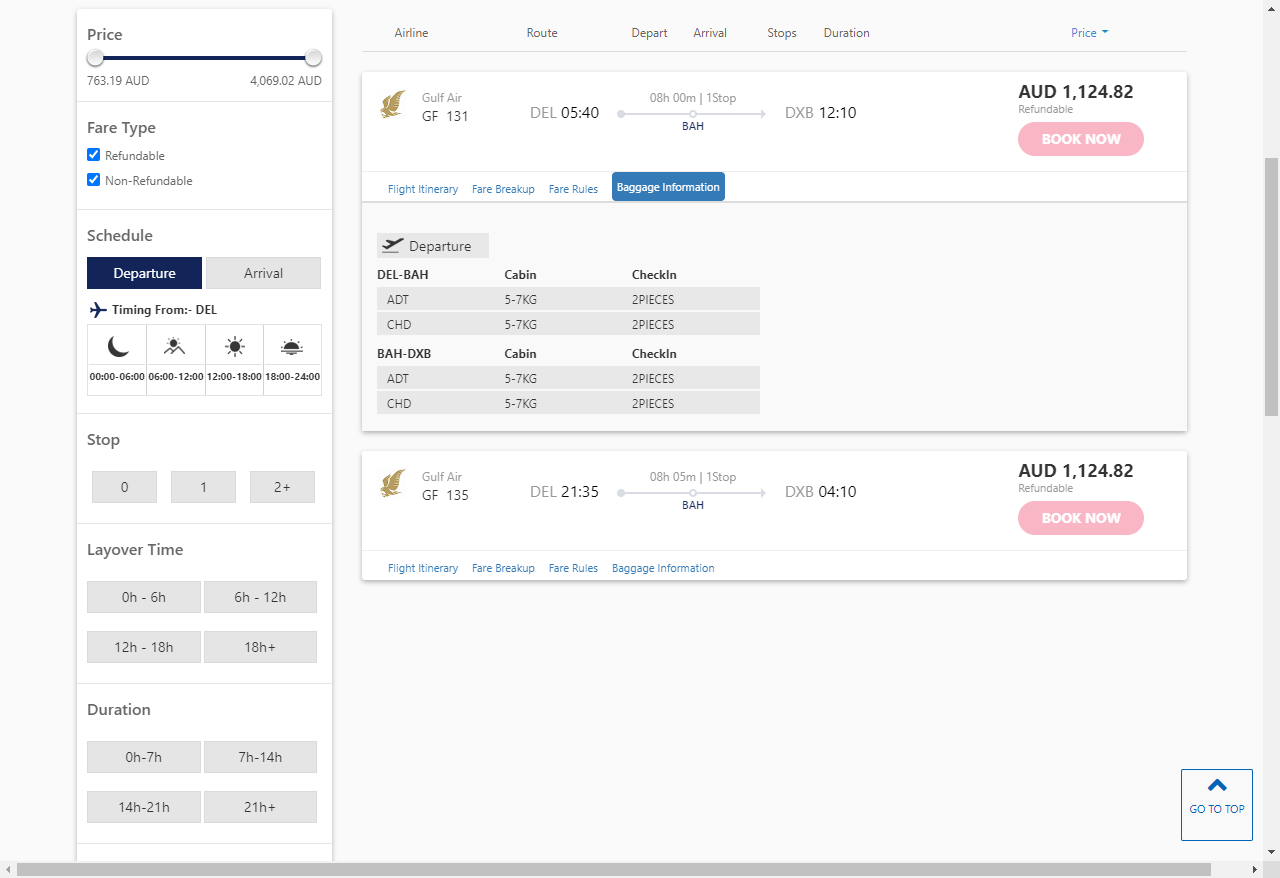 Price
763.19 AUD 4,069.02 AUD
Fare Type
Refundable
Non-Refundable
Schedule
Departure Arrival
Timing From:- DEL
00:00-06:00 06:00-12:00 12:00-18:00 18:00-24:00
Stop
0 1 2+
Layover Time
0h - 6h 6h - 12h
12h - 18h 18h+
Duration
0h-7h 7h-14h
14h-21h 21h+
Airline Route Depart Arrival Stops Duration Price
Gulf Air
GF 131
DEL 05:40
08h 00m | 1Stop
BAH
DXB 12:10
AUD 1,124.82
Refundable
BOOK NOW
Flight Itinerary Fare Breakup Fare Rules Baggage Information
Departure
DEL-BAH Cabin CheckIn
ADT 5-7KG 2PIECES
CHD 5-7KG 2PIECES
BAH-DXB Cabin CheckIn
ADT 5-7KG 2PIECES
CHD 5-7KG 2PIECES
Gulf Air
GF 135
DEL 21:35
08h 05m | 1Stop
BAH
DXB 04:10
AUD 1,124.82
Refundable
BOOK NOW
Flight Itinerary Fare Breakup Fare Rules Baggage Information
GO TO TOP